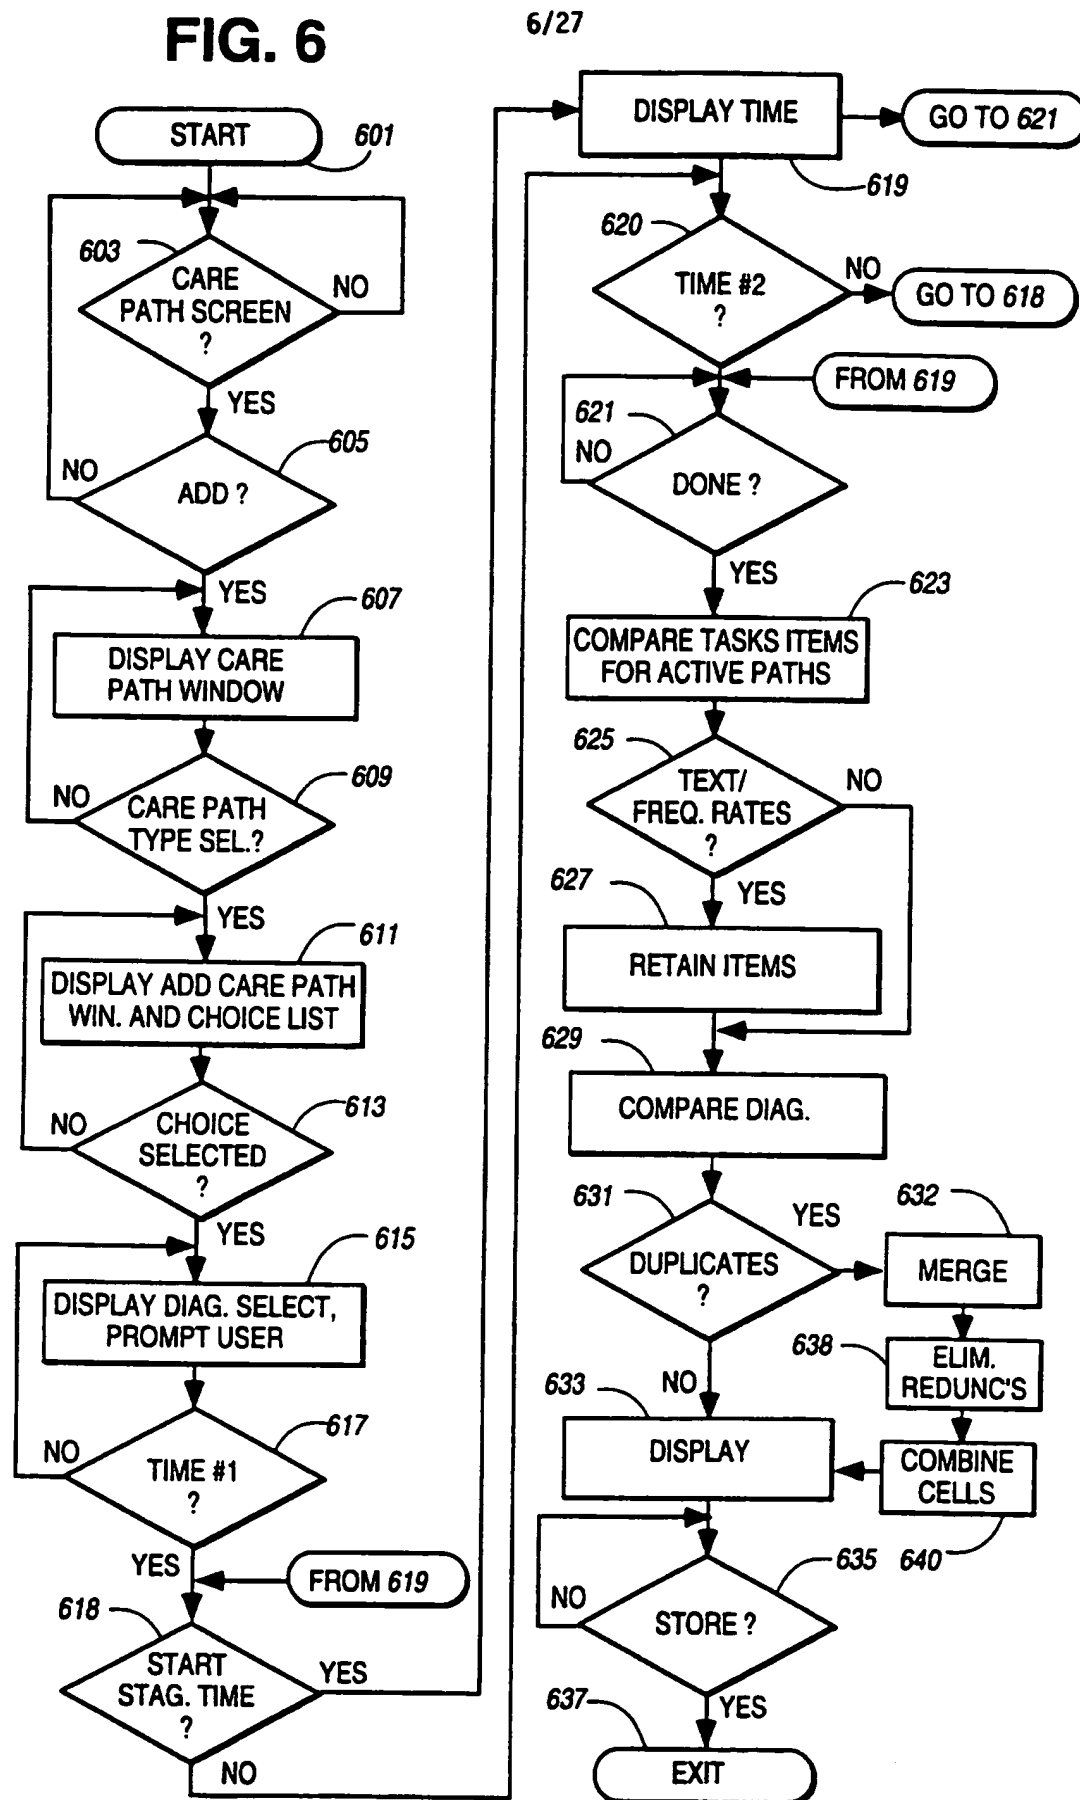 FIG. 6
6/27
START
601
603
CARE
PATH SCREEN
?
NO
YES
605
NO
ADD ?
YES
607
DISPLAY CARE
PATH WINDOW
609
NO
CARE PATH
TYPE SEL.?
YES
611
DISPLAY ADD CARE PATH
WIN. AND CHOICE LIST
613
NO
CHOICE
SELECTED
?
YES
615
DISPLAY DIAG. SELECT,
PROMPT USER
617
NO
TIME #1
?
YES
FROM 619
618
START
STAG. TIME
?
YES
NO
DISPLAY TIME
GO TO 621
619
620
TIME #2
?
NO
GO TO 618
FROM 619
621
NO
DONE ?
YES
623
COMPARE TASKS ITEMS
FOR ACTIVE PATHS
625
TEXT/
FREQ. RATES
?
NO
YES
627
RETAIN ITEMS
629
COMPARE DIAG.
631
DUPLICATES
?
YES
632
MERGE
638
ELIM.
REDUNC'S
NO
633
DISPLAY
COMBINE
CELLS
640
635
NO
STORE ?
YES
637
EXIT